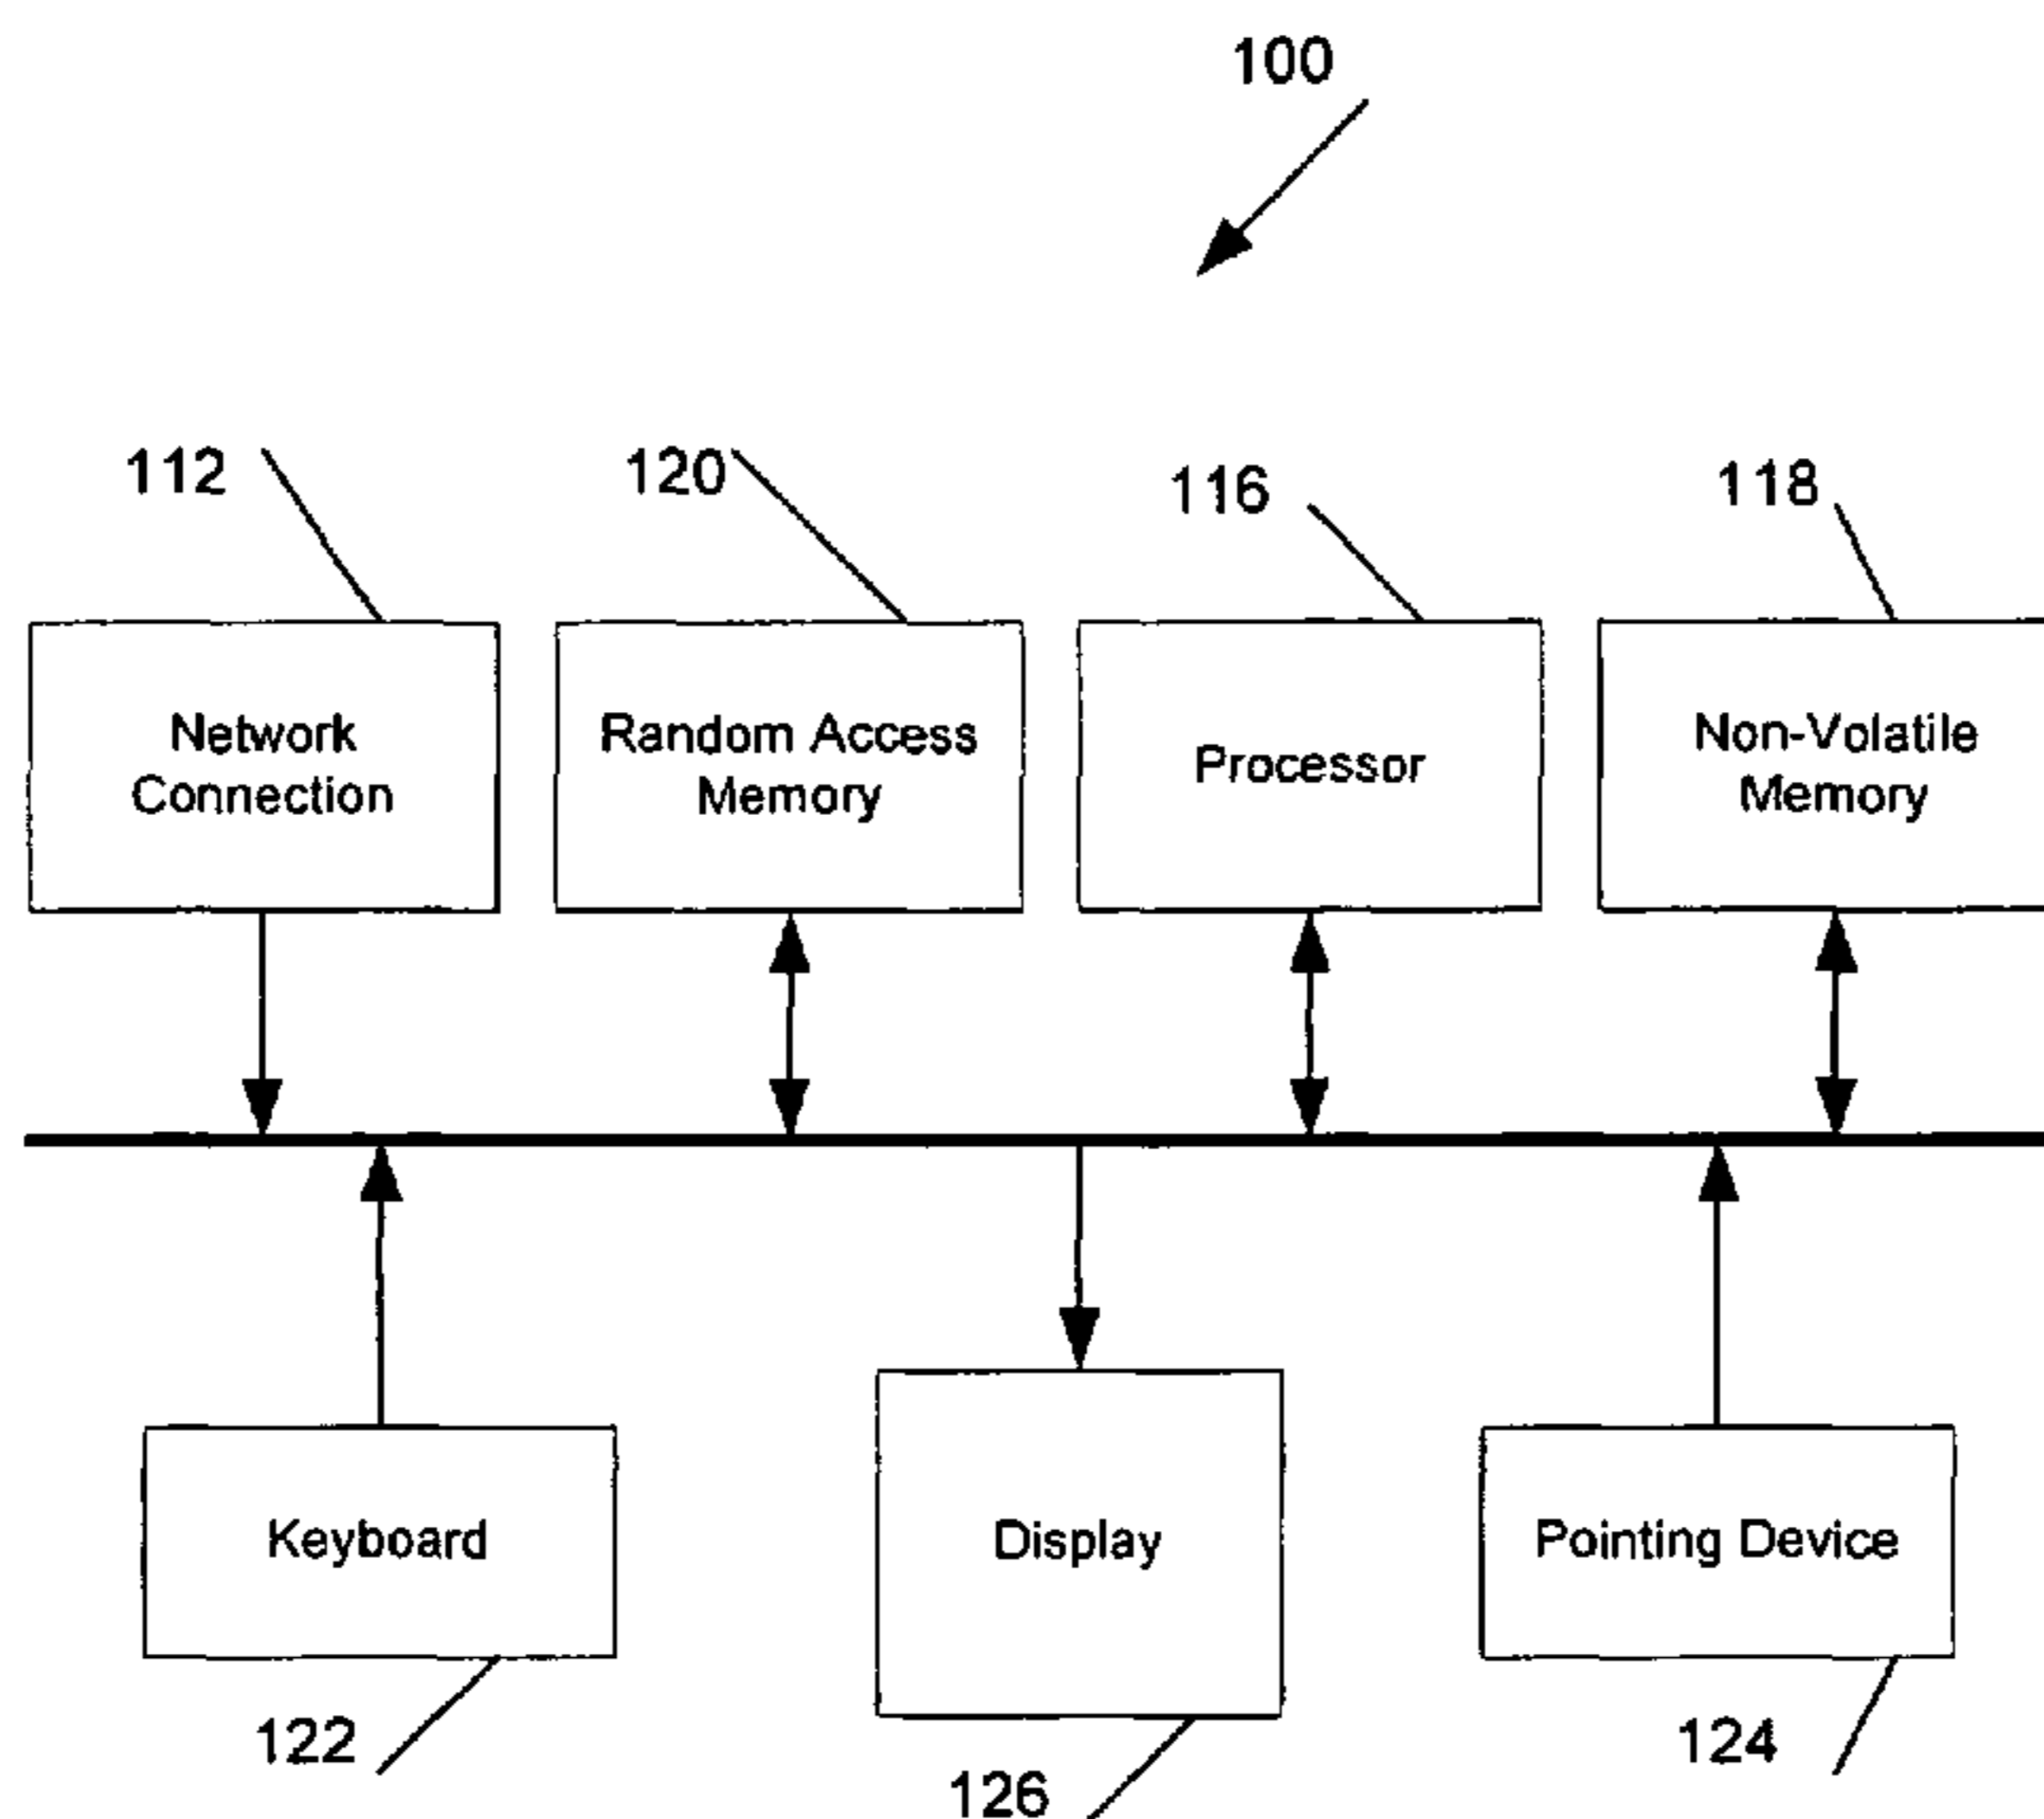 100
112
120
116
118
Network
Connection
Random Access
Memory
Processor
Non-Volatile
Memory
Keyboard
Display
Pointing Device
122
126
124